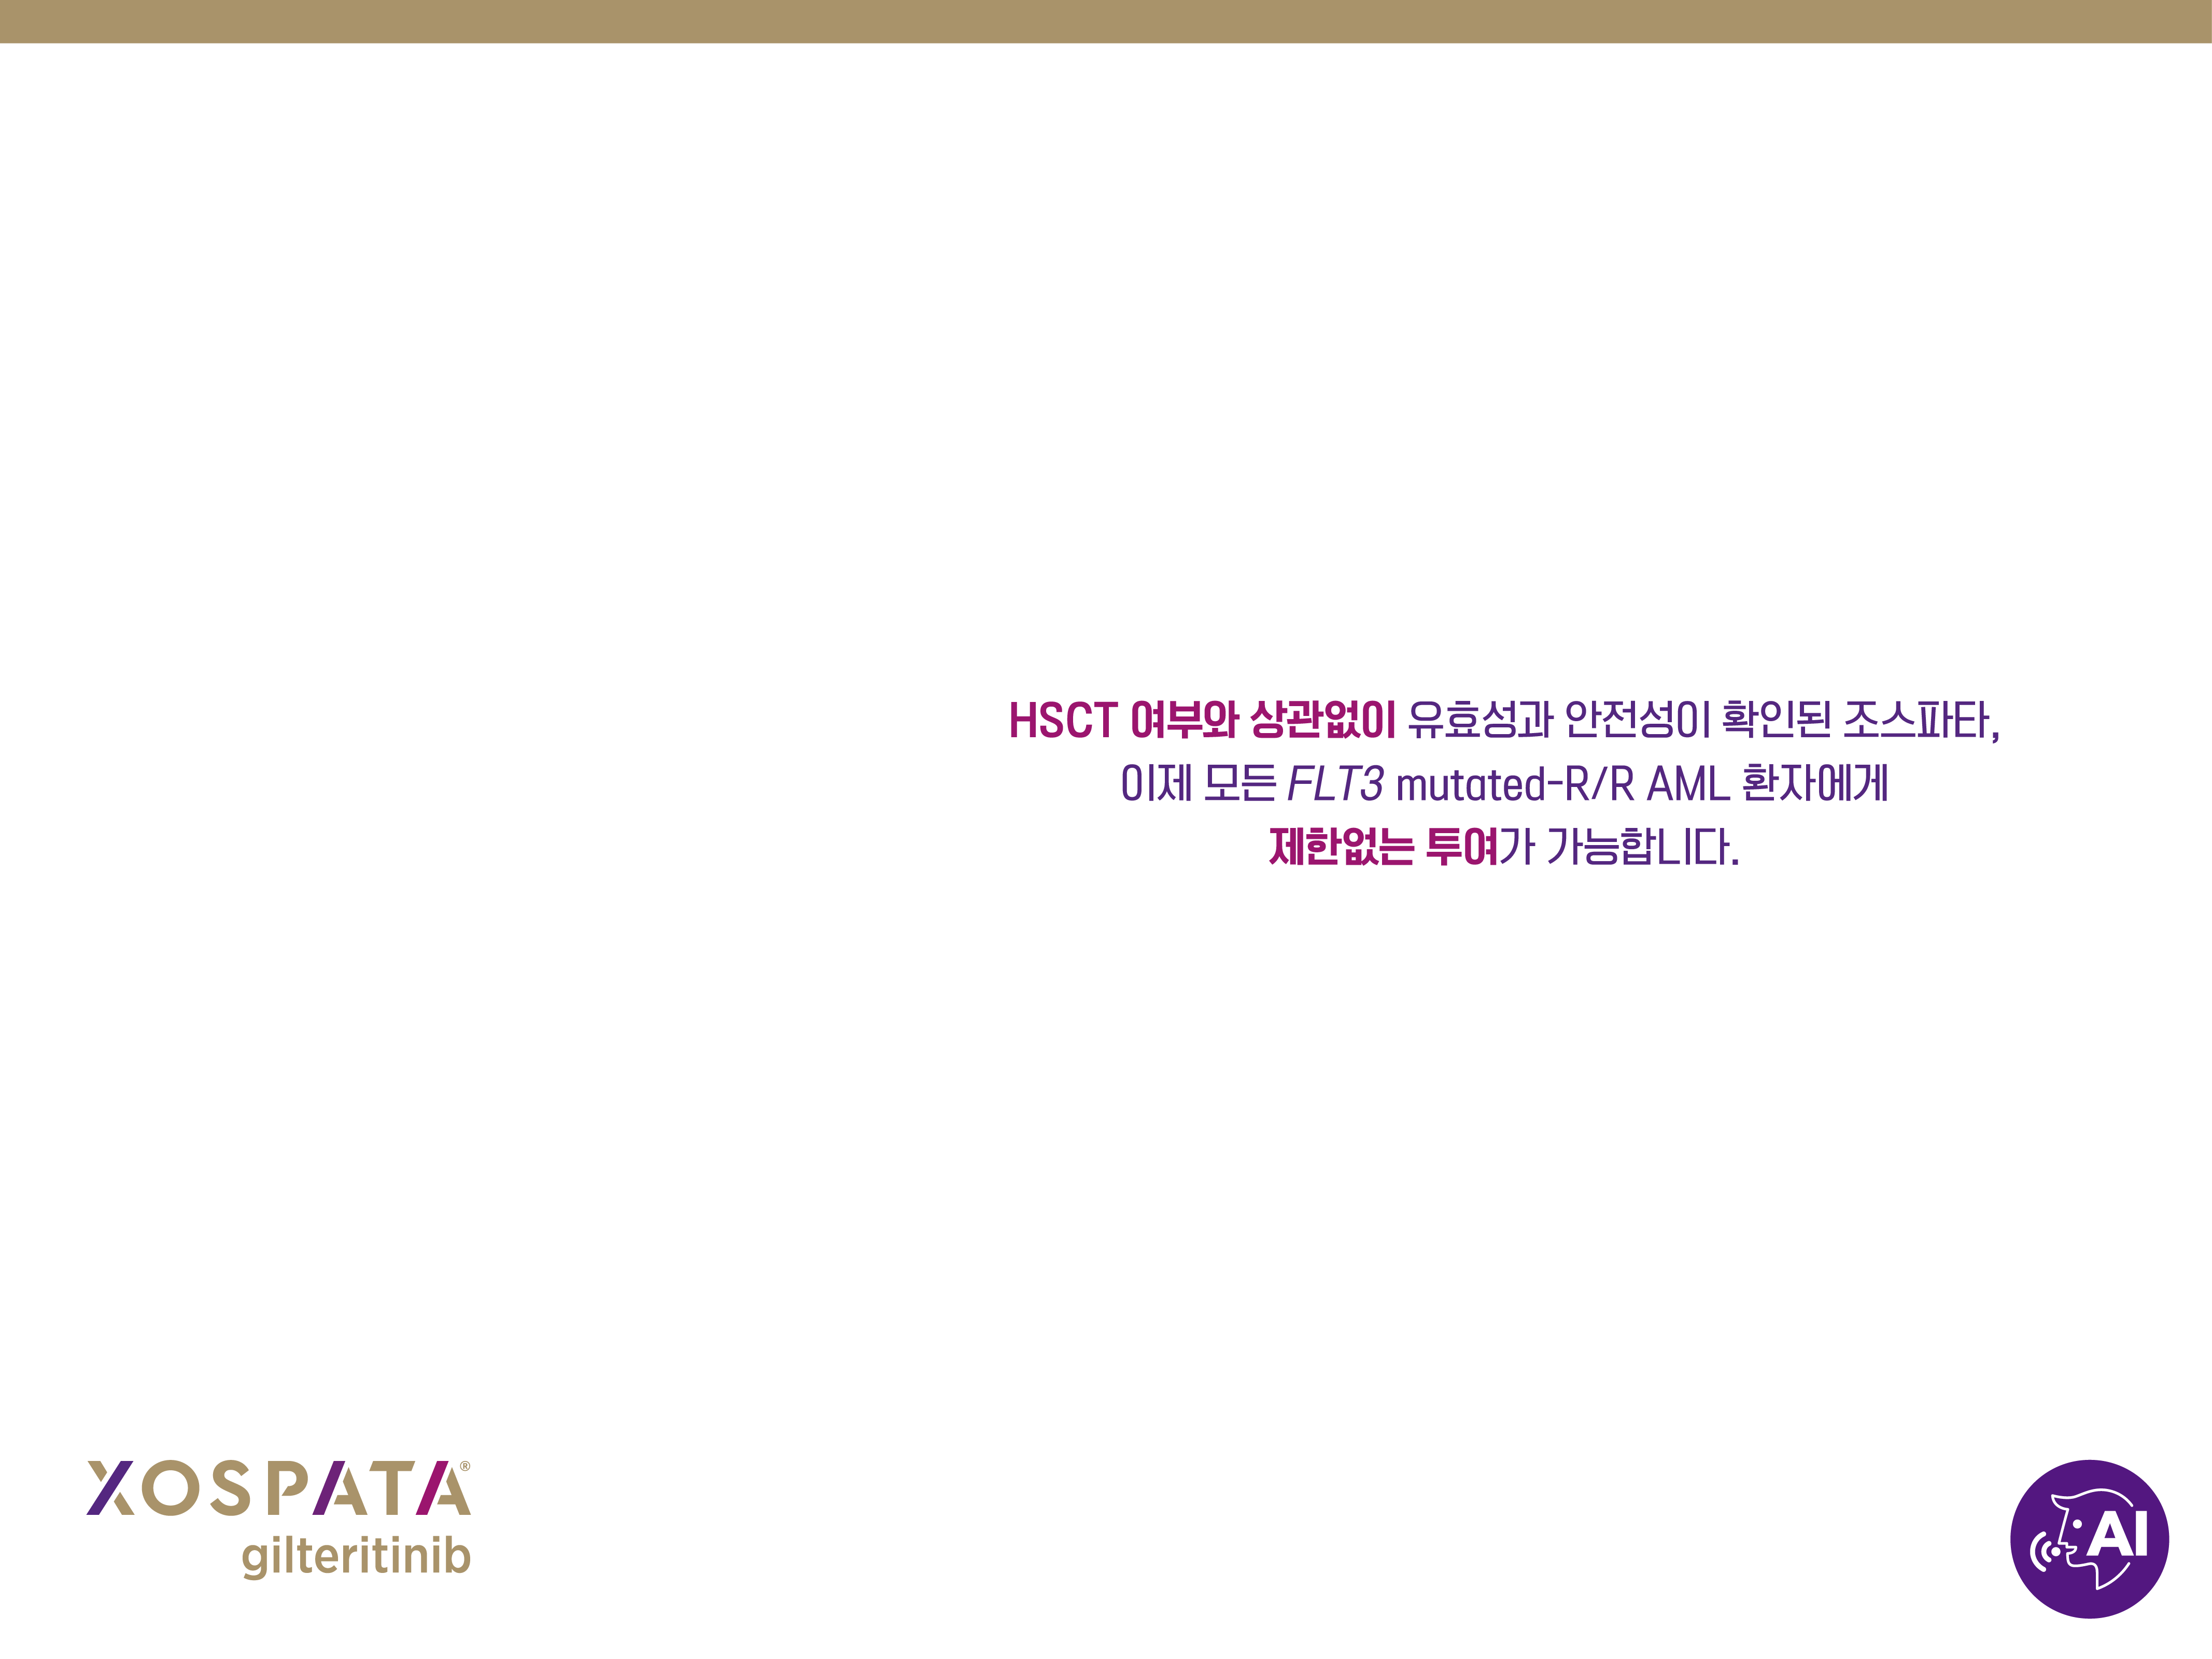 HSCT 여부와 상관없이 유효성과 안전성이 확인된 조스파타,
이제 모든 FLT3 mutated-R/R AML 환자에게
제한없는 투여가 가능합니다.
XOSPATA®
gilteritinib
AI